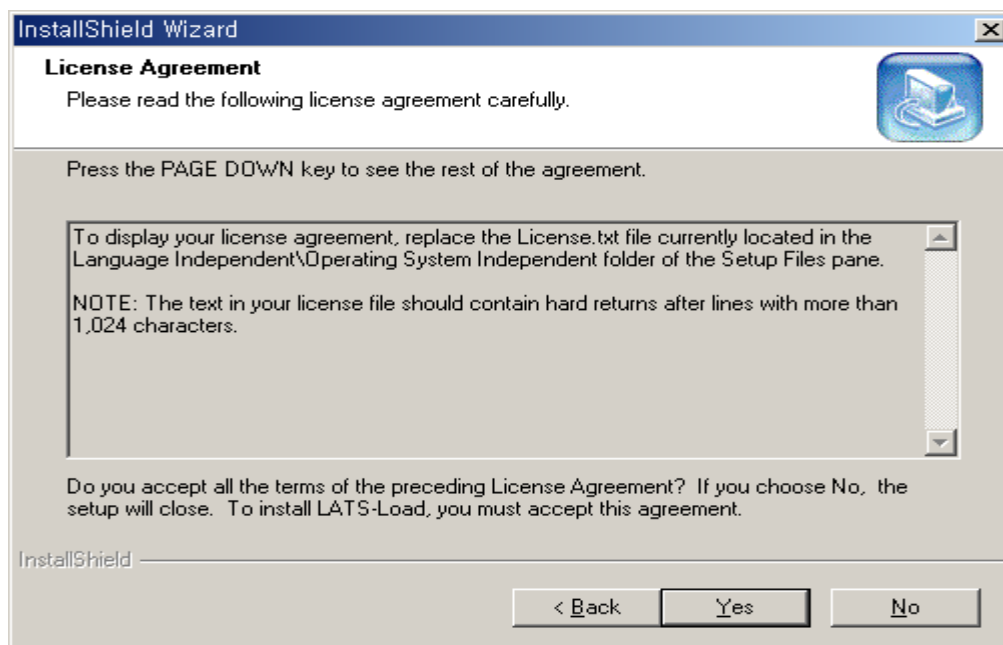 InstallShield Wizard
License Agreement
Please read the following license agreement carefully.
Press the PAGE DOWN key to see the rest of the agreement.
To display your license agreement, replace the License.txt file currently located in the
Language Independent\Operating System Independent folder of the Setup Files pane.
NOTE: The text in your license file should contain hard returns after lines with more than
1,024 characters.
Do you accept all the terms of the preceding License Agreement?  If you choose No,  the
setup will close.  To install LATS-Load, you must accept this agreement.
InstallShield
< Back
Yes
No